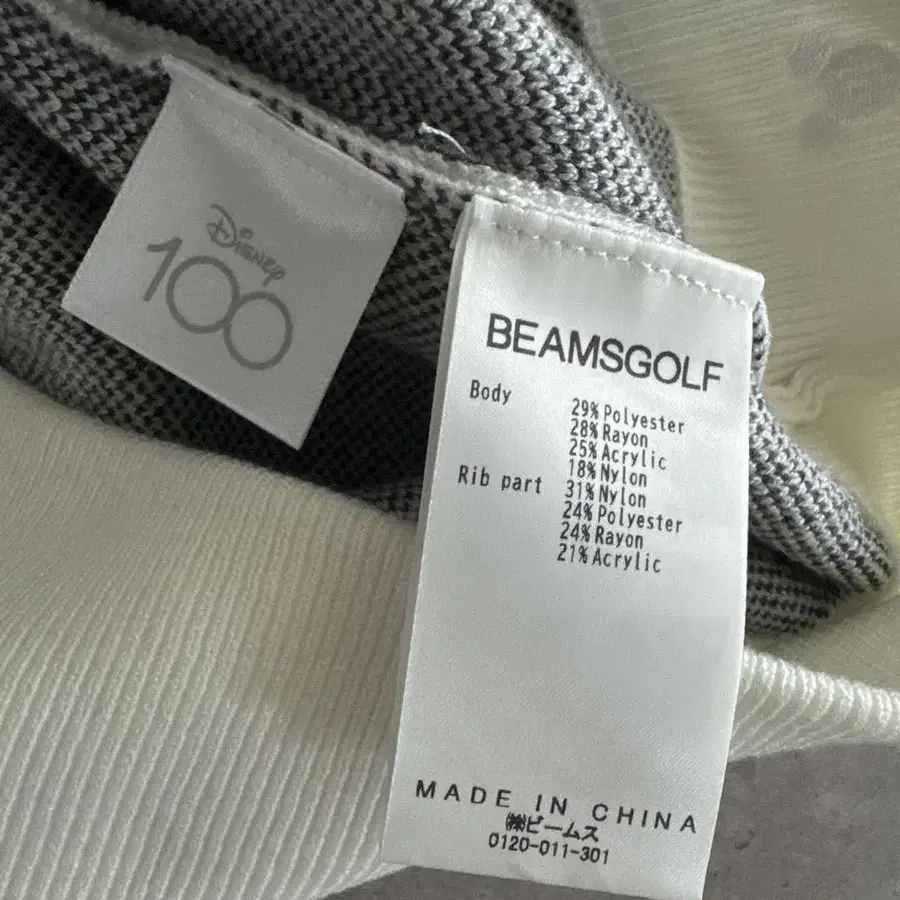 Disney
100
BEAMSGOLF
Body 29% Polyester
28% Rayon
25% Acrylic
18% Nylon
Rib part 31% Nylon
24% Polyester
24% Rayon
21% Acrylic
MADE IN CHINA
㈱ビームス
0120-011-301